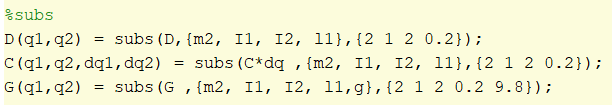 %subs
D(q1,q2) = subs(D,{m2, I1, I2, l1},{2 1 2 0.2});
C(q1,q2,dq1,dq2) = subs(C*dq ,{m2, I1, I2, l1},{2 1 2 0.2});
G(q1,q2) = subs(G ,{m2, I1, I2, l1,g},{2 1 2 0.2 9.8});